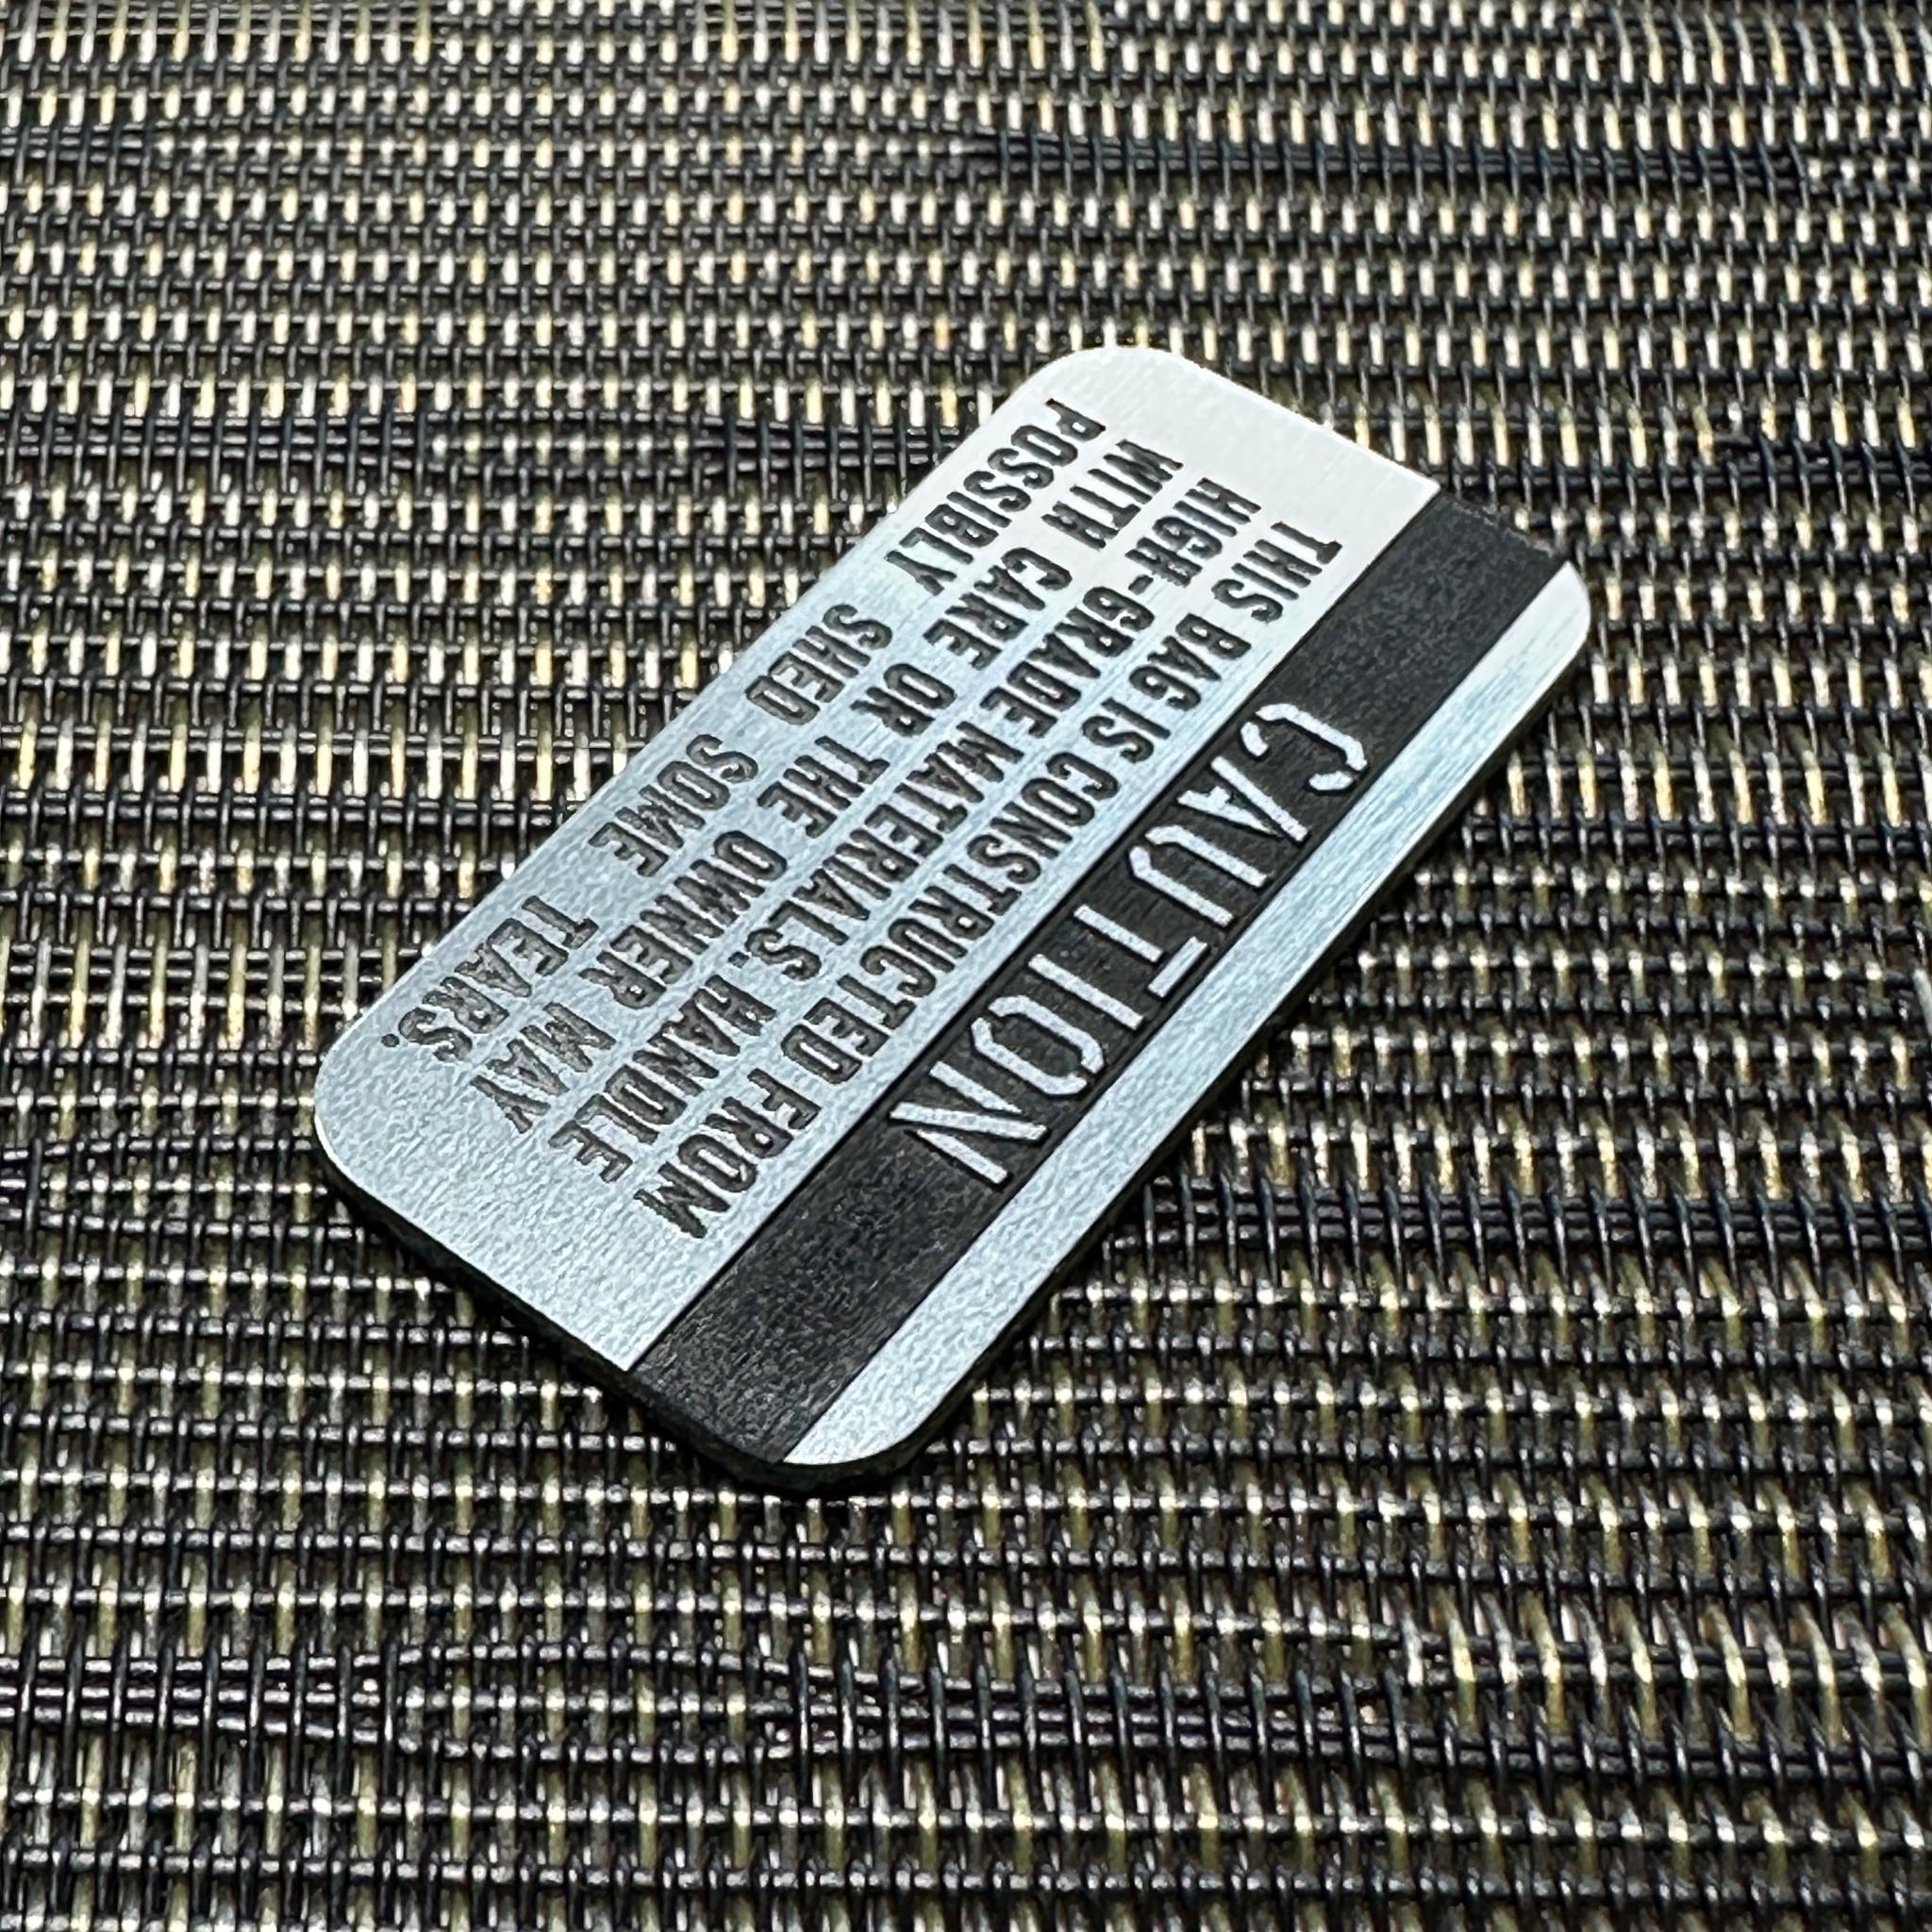 CAUTION
THIS BAG IS CONSTRUCTED FROM
HIGH-GRADE MATERIALS. HANDLE
WITH CARE OR THE OWNER MAY
POSSIBLY SHED SOME TEARS.